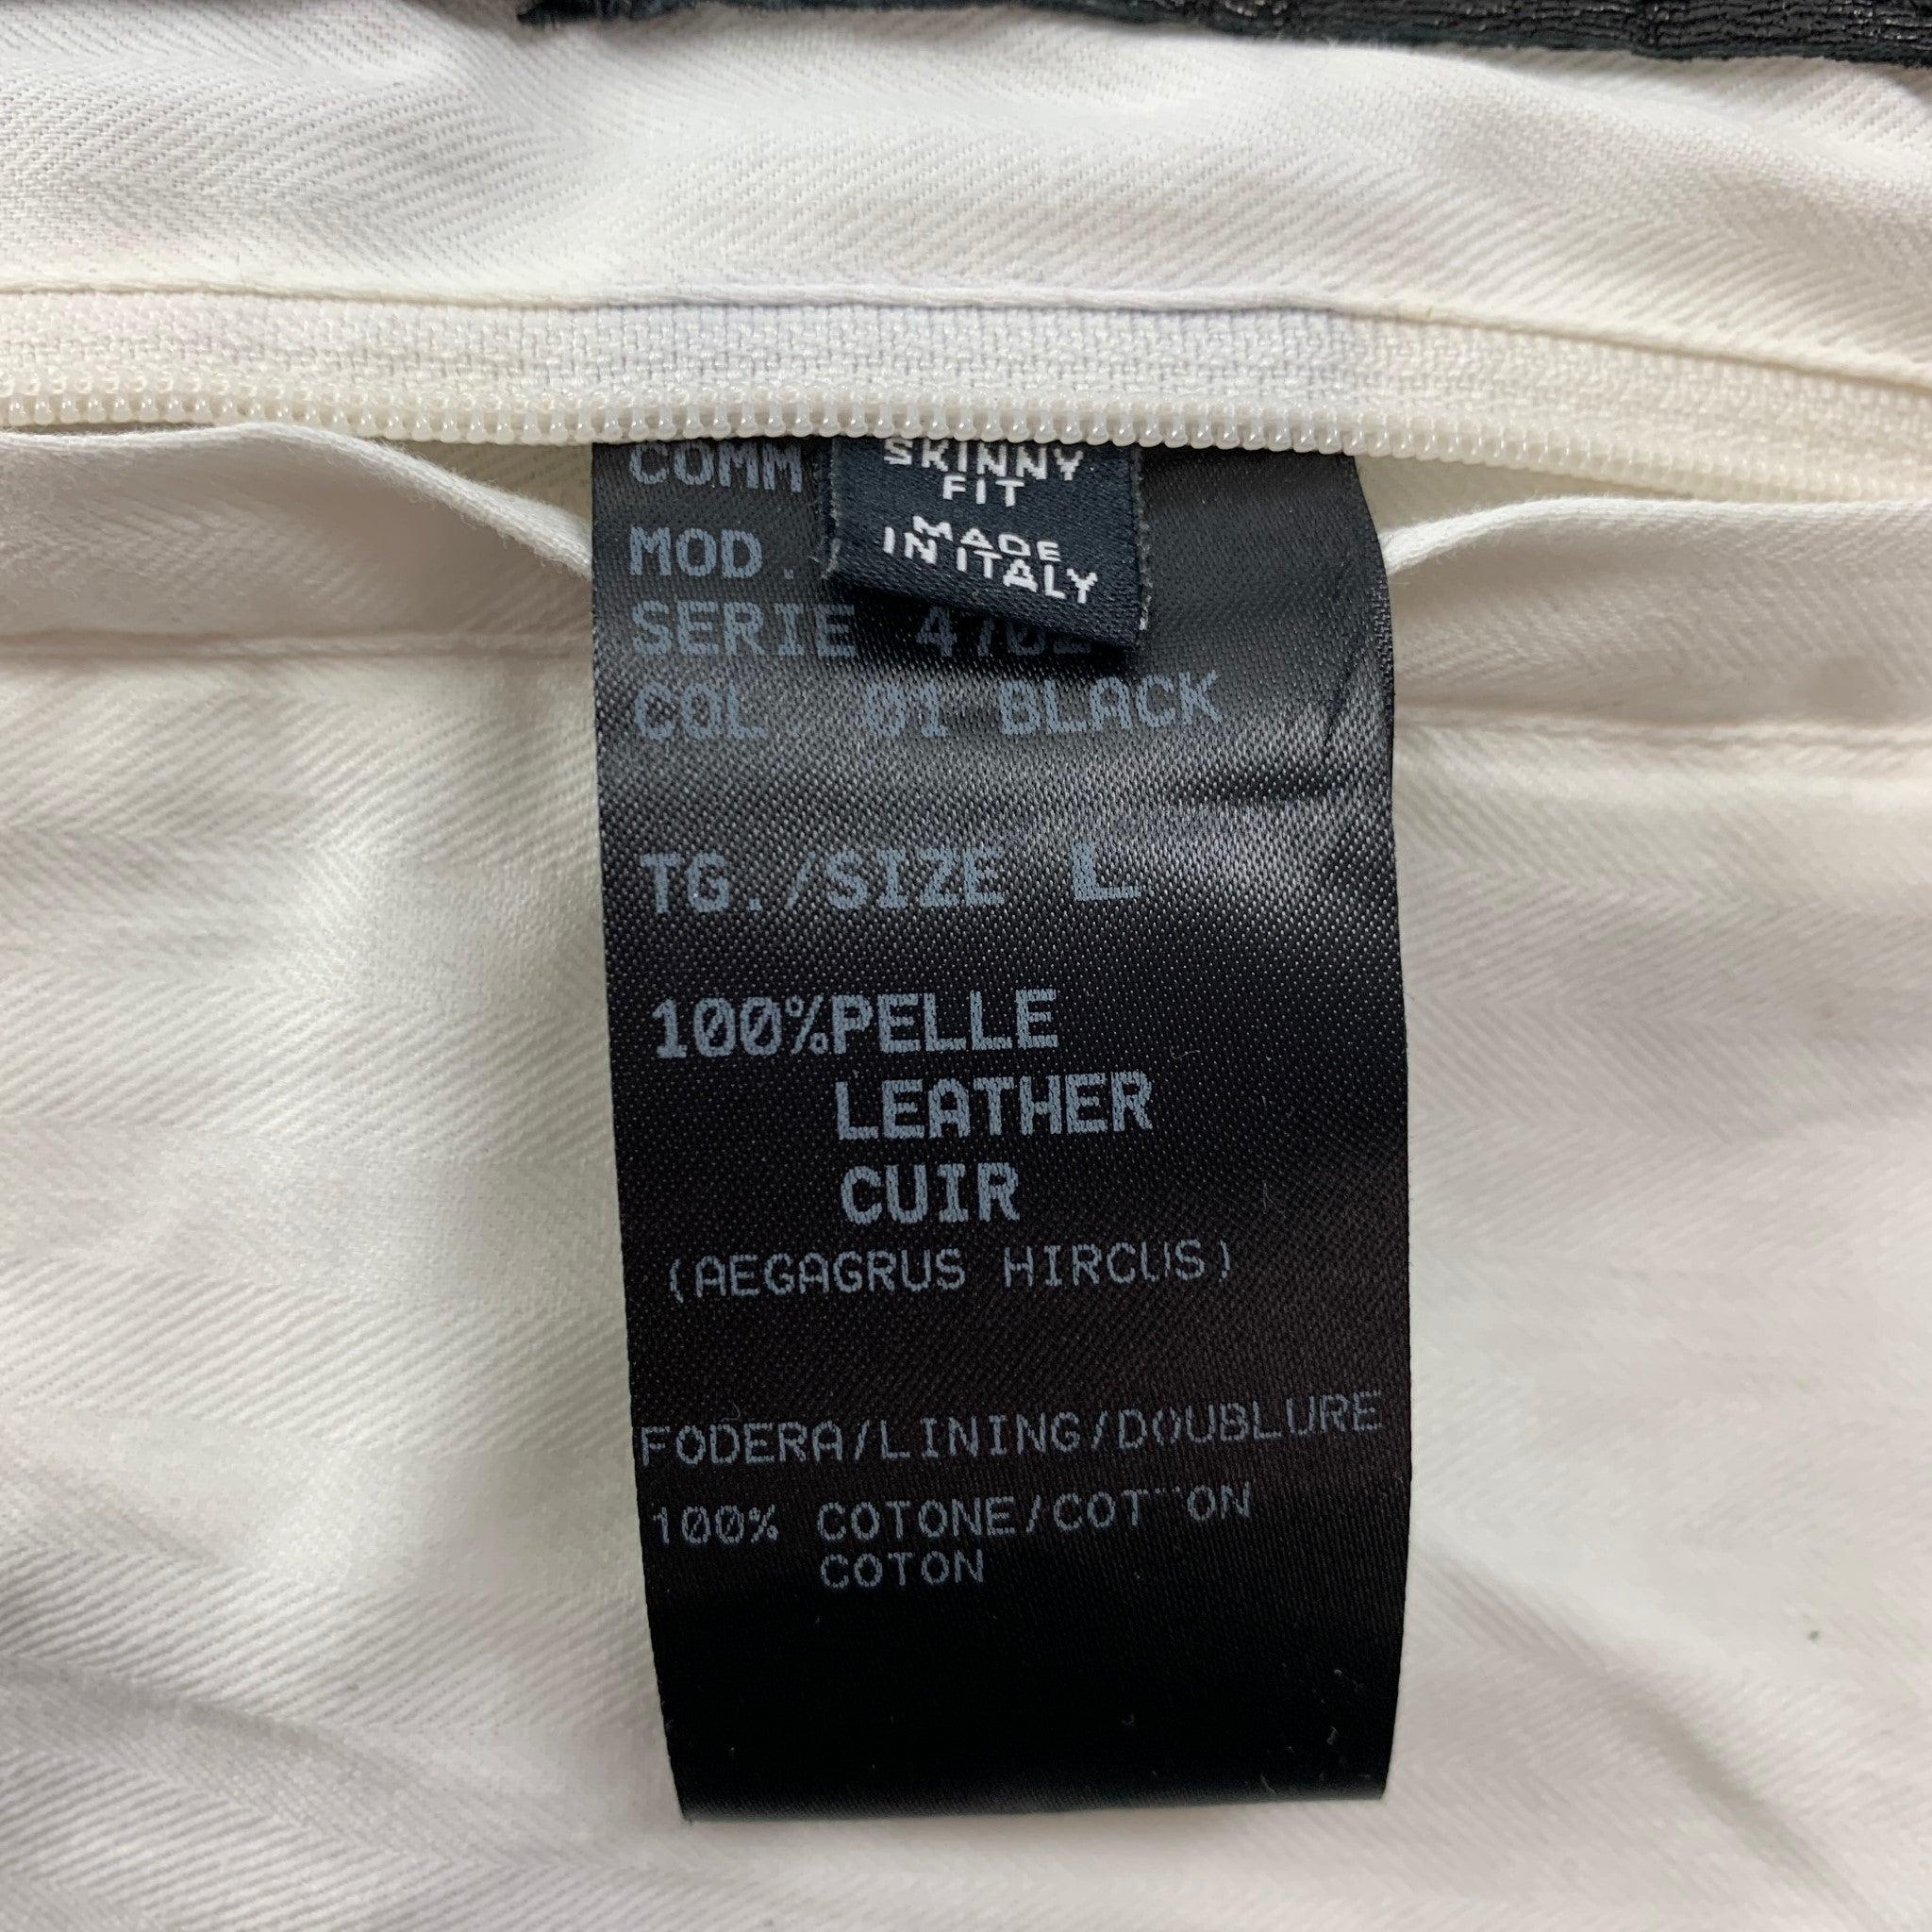 SKINNY
FIT
MADE
IN ITALY
COMM
MOD.
SERIE
COL. 01 BLACK
TG./SIZE L
100%PELLE
LEATHER
CUIR
(AEGAGRUS HIRCUS)
FODERA/LINING/DOUBLURE
100% COTONE/COTTON
COTON